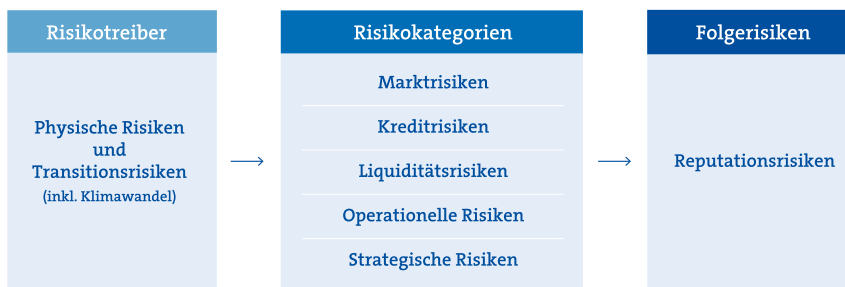 Risikotreiber
Physische Risiken
und
Transitionsrisiken
(inkl. Klimawandel)
Risikokategorien
Marktrisiken
Kreditrisiken
Liquiditätsrisiken
Operationelle Risiken
Strategische Risiken
Folgerisiken
Reputationsrisiken